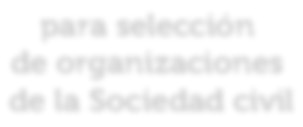 para selección
de organizaciones
de la Sociedad civil